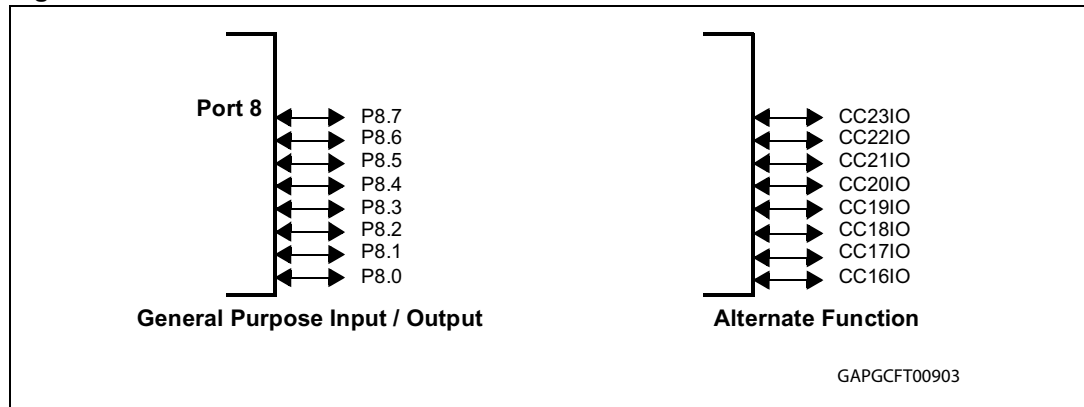 Port 8
P8.7
P8.6
P8.5
P8.4
P8.3
P8.2
P8.1
P8.0
General Purpose Input / Output
CC23IO
CC22IO
CC21IO
CC20IO
CC19IO
CC18IO
CC17IO
CC16IO
Alternate Function
GAPGCFT00903